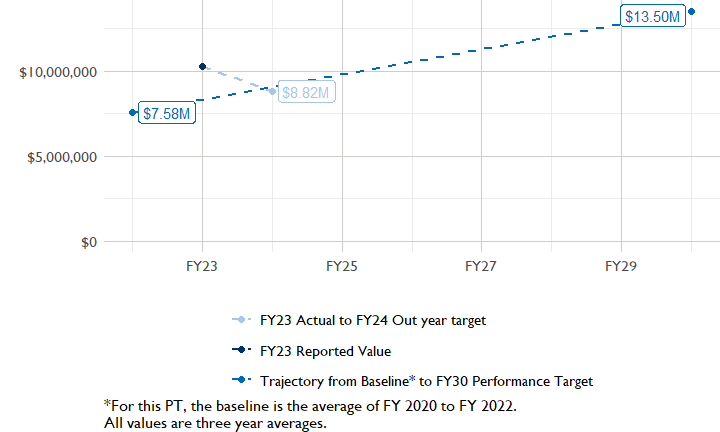 $13.50M
$10,000,000
$8.82M
$7.58M
$5,000,000
$0
FY23 FY25 FY27 FY29
FY23 Actual to FY24 Out year target
FY23 Reported Value
Trajectory from Baseline* to FY30 Performance Target
*For this PT, the baseline is the average of FY 2020 to FY 2022.
All values are three year averages.